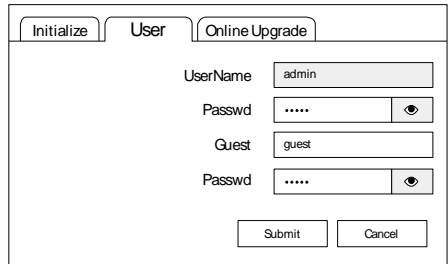 Initialize User Online Upgrade
UserName admin
Passwd •••••
Guest guest
Passwd •••••
Submit Cancel